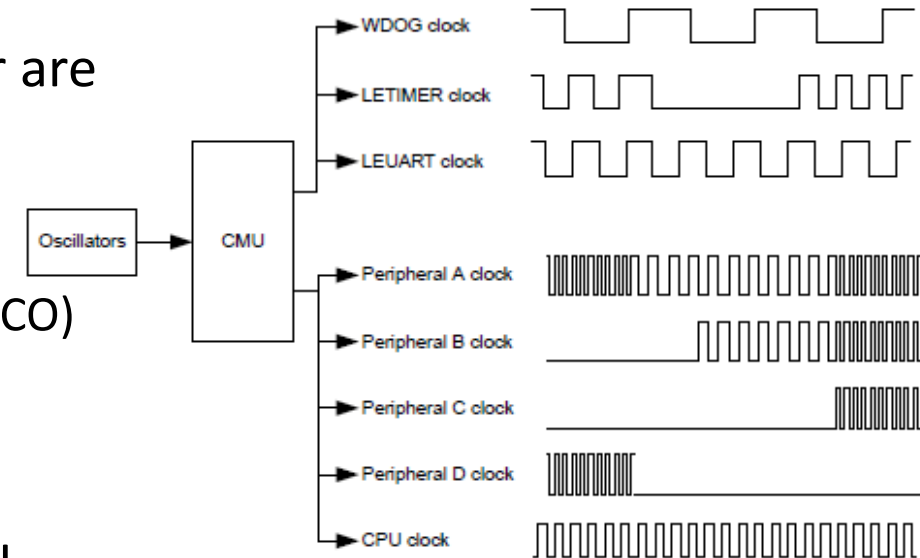 r are
WDOG clock
LETIMER clock
LEUART clock
Oscillators
CMU
Peripheral A clock
CO)
Peripheral B clock
Peripheral C clock
Peripheral D clock
CPU clock